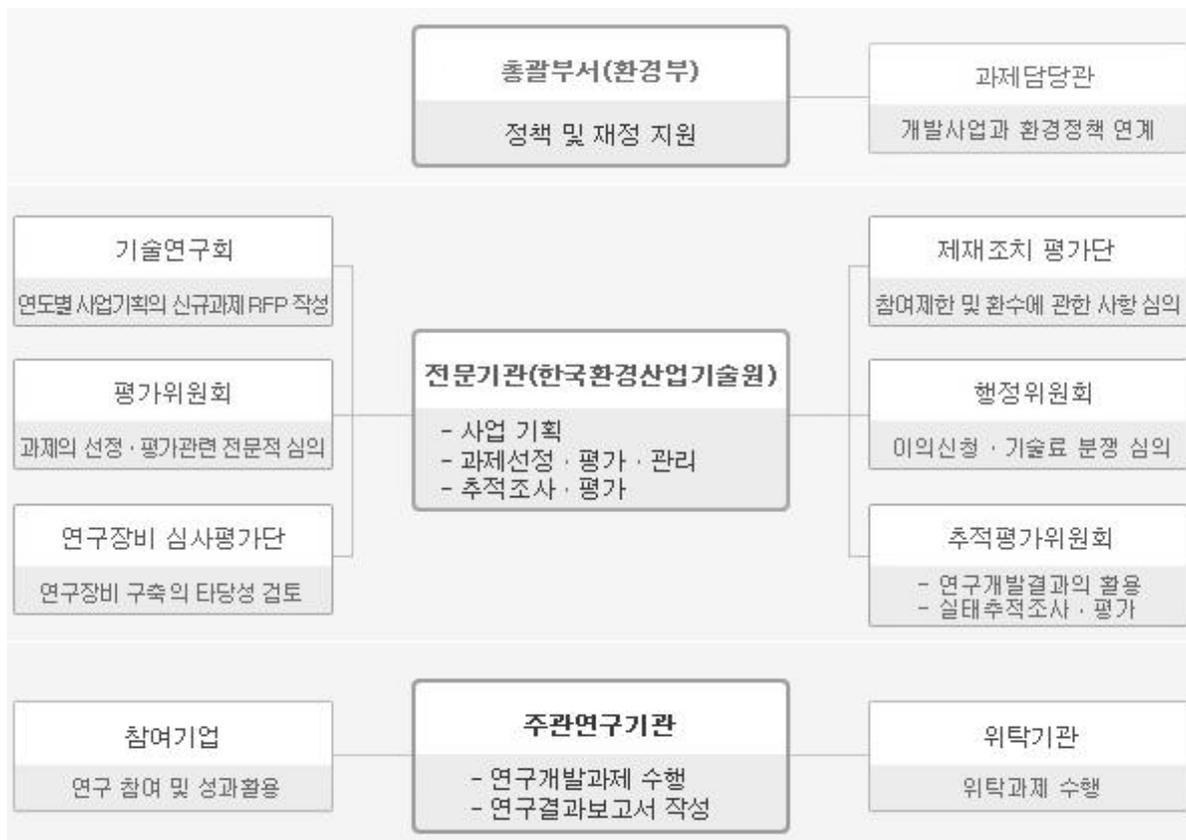 총괄부서(환경부)
정책 및 재정 지원
과제담당관
개발사업과 환경정책 연계
기술연구회
연도별 사업기획의 신규과제 RFP 작성
평가위원회
과제의 선정 · 평가관련 전문적 심의
연구장비 심사평가단
연구장비 구축의 타당성 검토
전문기관(한국환경산업기술원)
- 사업 기획
- 과제선정 · 평가 · 관리
- 추적조사 · 평가
제재조치 평가단
참여제한 및 환수에 관한 사항 심의
행정위원회
이의신청 · 기술료 분쟁 심의
추적평가위원회
- 연구개발결과의 활용
- 실태추적조사 · 평가
참여기업
연구 참여 및 성과활용
주관연구기관
- 연구개발과제 수행
- 연구결과보고서 작성
위탁기관
위탁과제 수행